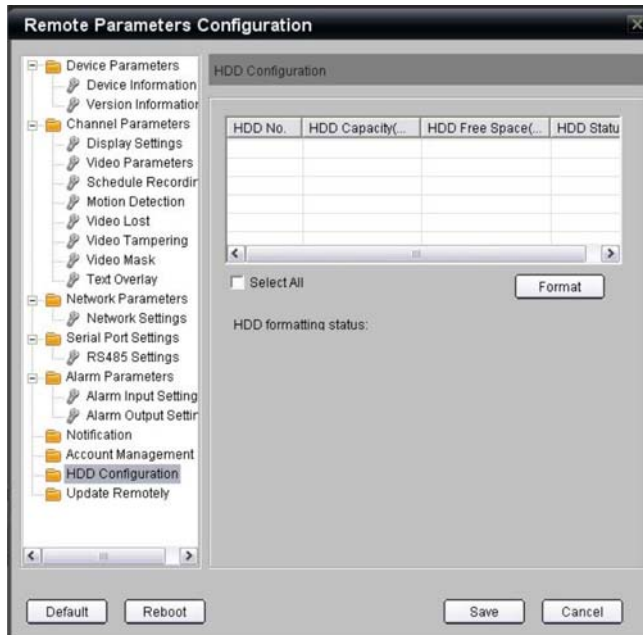 Remote Parameters Configuration
Device Parameters
Device Information
Version Information
Channel Parameters
Display Settings
Video Parameters
Schedule Recordin
Motion Detection
Video Lost
Video Tampering
Video Mask
Text Overlay
Network Parameters
Network Settings
Serial Port Settings
RS485 Settings
Alarm Parameters
Alarm Input Setting
Alarm Output Settin
Notification
Account Management
HDD Configuration
Update Remotely
HDD Configuration
HDD No. HDD Capacity(... HDD Free Space(... HDD Statu
Select All
Format
HDD formatting status:
Default Reboot Save Cancel